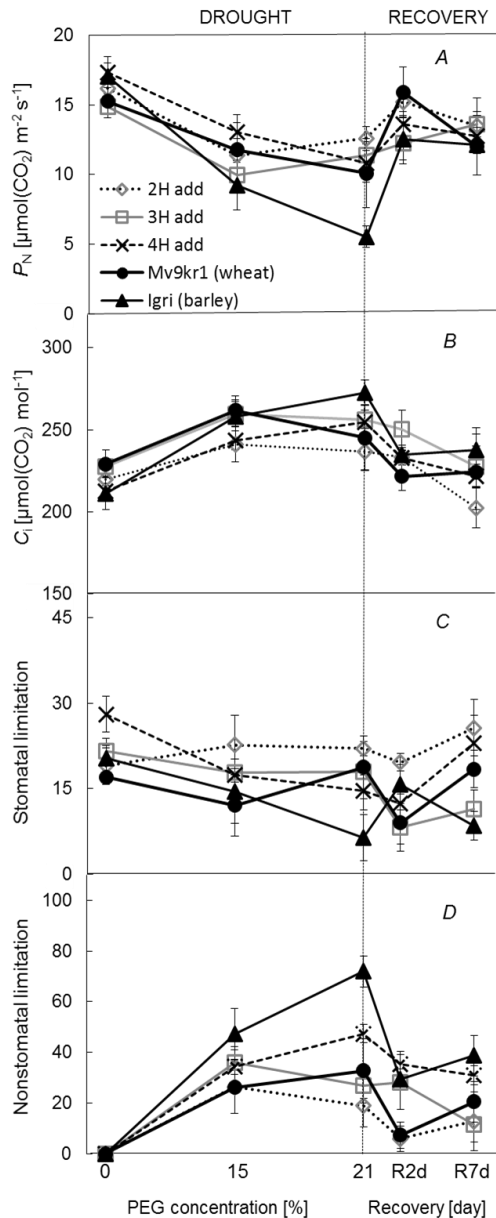 DROUGHT RECOVERY
20
15
10
5
0
P_N [µmol(CO₂) m⁻² s⁻¹]
A
2H add
3H add
4H add
Mv9kr1 (wheat)
Igri (barley)
300
250
200
150
C_i [µmol(CO₂) mol⁻¹]
B
45
30
15
0
Stomatal limitation
C
100
80
60
40
20
0
Nonstomatal limitation
D
0 15 21 R2d R7d
PEG concentration [%] Recovery [day]